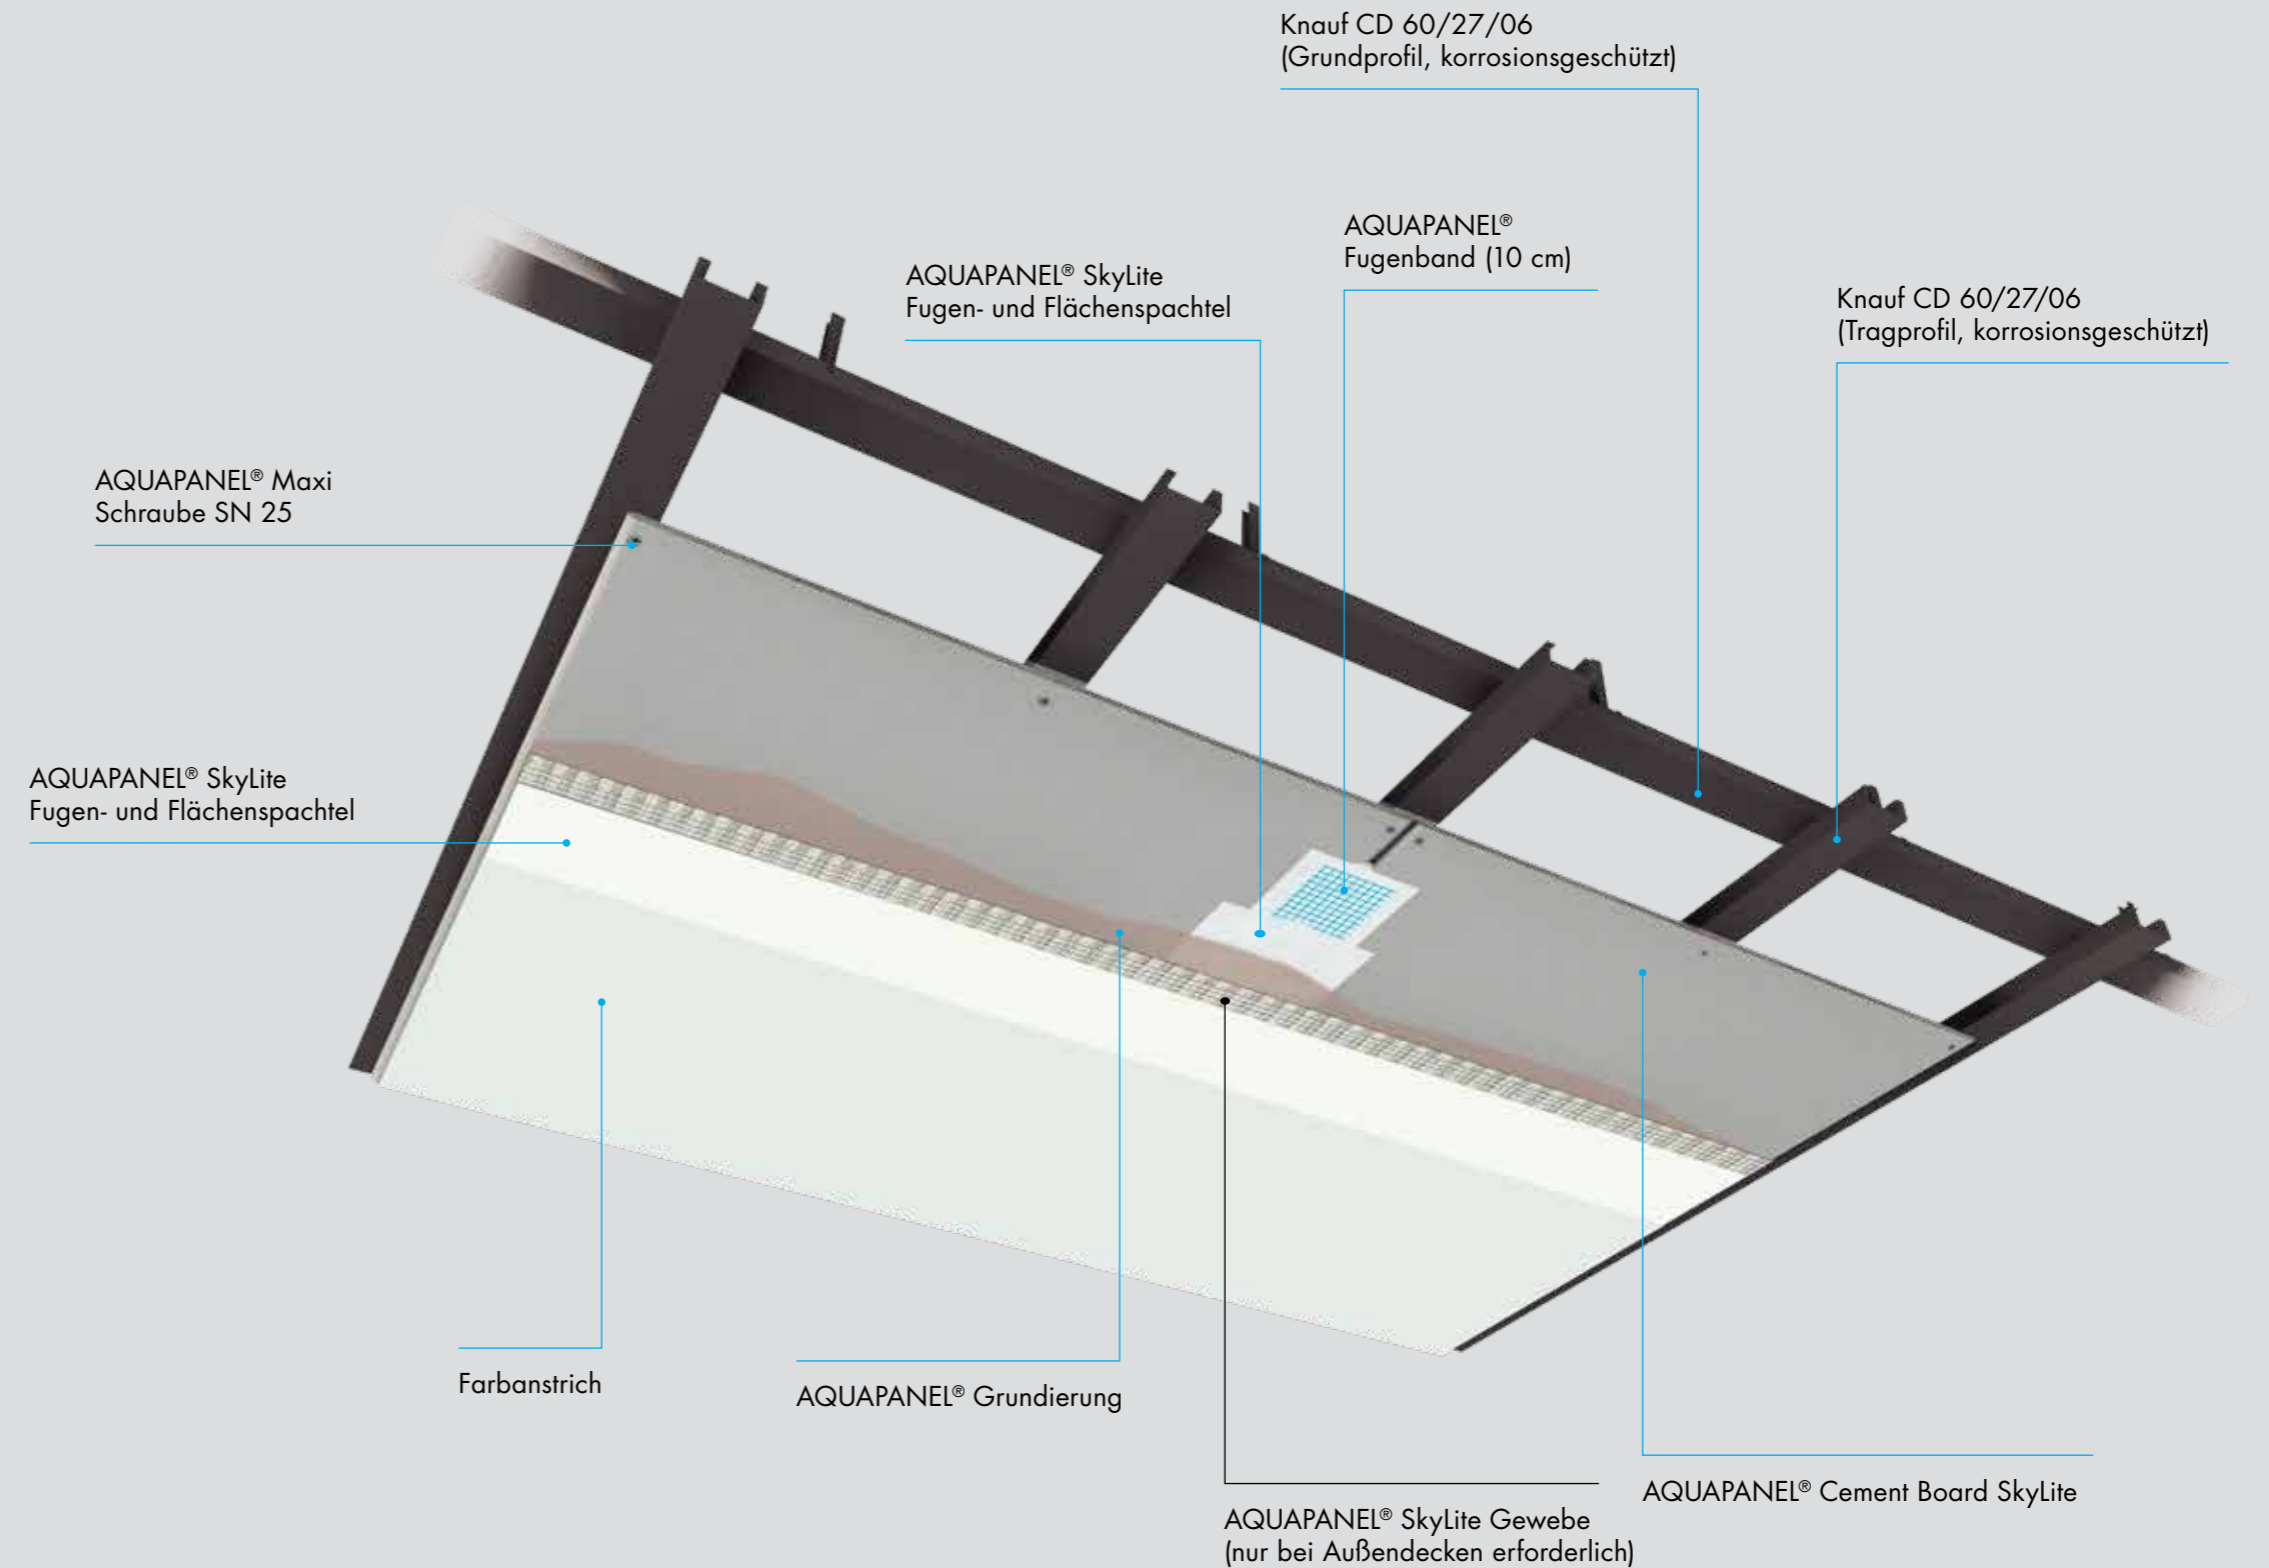 Knauf CD 60/27/06
(Grundprofil, korrosionsgeschützt)
AQUAPANEL®
Fugenband (10 cm)
AQUAPANEL® SkyLite
Fugen- und Flächenspachtel
Knauf CD 60/27/06
(Tragprofil, korrosionsgeschützt)
AQUAPANEL® Maxi
Schraube SN 25
AQUAPANEL® SkyLite
Fugen- und Flächenspachtel
Farbanstrich
AQUAPANEL® Grundierung
AQUAPANEL® SkyLite Gewebe
(nur bei Außendecken erforderlich)
AQUAPANEL® Cement Board SkyLite